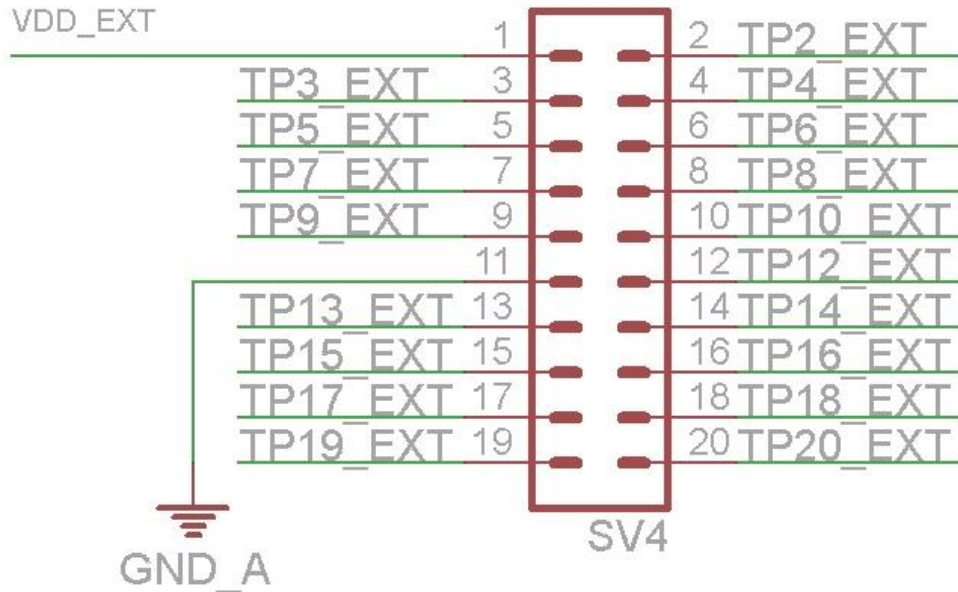 VDD_EXT
1 2 TP2_EXT
TP3_EXT 3 4 TP4_EXT
TP5_EXT 5 6 TP6_EXT
TP7_EXT 7 8 TP8_EXT
TP9_EXT 9 10 TP10_EXT
11 12 TP12_EXT
TP13_EXT 13 14 TP14_EXT
TP15_EXT 15 16 TP16_EXT
TP17_EXT 17 18 TP18_EXT
TP19_EXT 19 20 TP20_EXT
SV4
GND_A